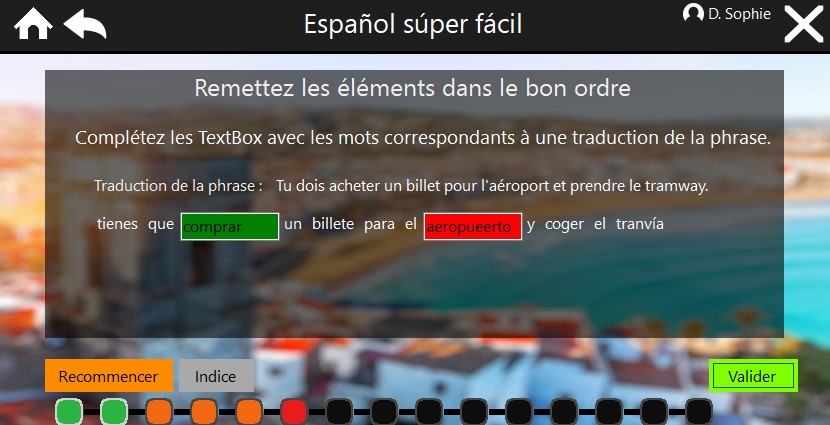 Español súper fácil
D. Sophie
Remettez les éléments dans le bon ordre
Complétez les TextBox avec les mots correspondants à une traduction de la phrase.
Traduction de la phrase : Tu dois acheter un billet pour l'aéroport et prendre le tramway.
tienes que comprar un billete para el aeropueerto y coger el tranvía
Recommencer Indice Valider